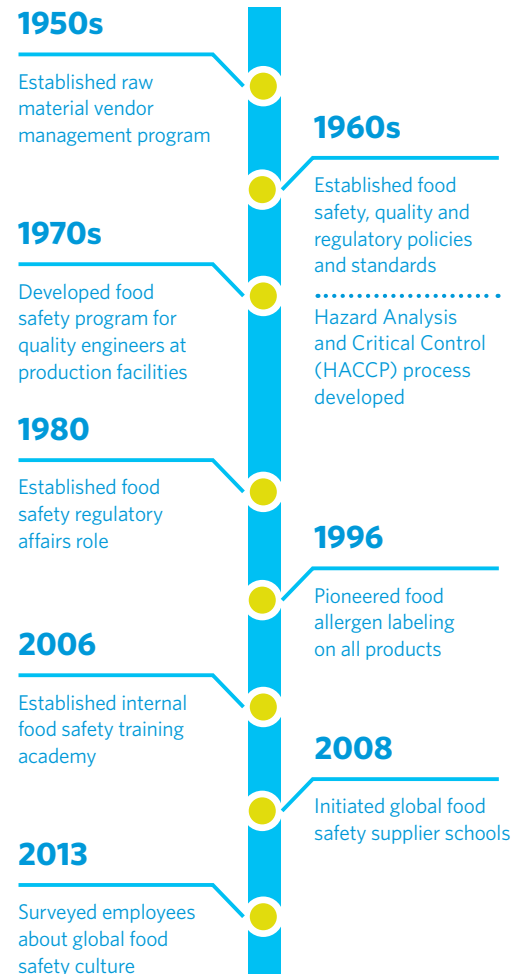 1950s
Established raw
material vendor
management program
1960s
Established food
safety, quality and
regulatory policies
and standards
Hazard Analysis
and Critical Control
(HACCP) process
developed
1970s
Developed food
safety program for
quality engineers at
production facilities
1980
Established food
safety regulatory
affairs role
1996
Pioneered food
allergen labeling
on all products
2006
Established internal
food safety training
academy
2008
Initiated global food
safety supplier schools
2013
Surveyed employees
about global food
safety culture